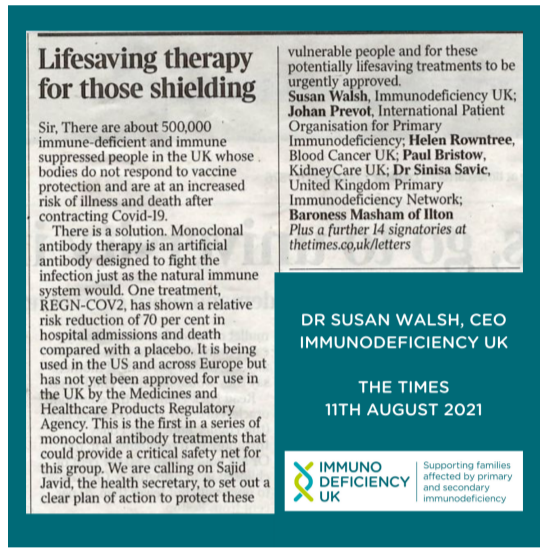 Lifesaving therapy
for those shielding
Sir, There are about 500,000
immune-deficient and immune
suppressed people in the UK whose
bodies do not respond to vaccine
protection and are at an increased
risk of illness and death after
contracting Covid-19.
There is a solution. Monoclonal
antibody therapy is an artificial
antibody designed to fight the
infection just as the natural immune
system would. One treatment,
REGN-COV2, has shown a relative
risk reduction of 70 per cent in
hospital admissions and death
compared with a placebo. It is being
used in the US and across Europe but
has not yet been approved for use in
the UK by the Medicines and
Healthcare Products Regulatory
Agency. This is the first in a series of
monoclonal antibody treatments that
could provide a critical safety net for
this group. We are calling on Sajid
Javid, the health secretary, to set out a
clear plan of action to protect these
vulnerable people and for these
potentially lifesaving treatments to be
urgently approved.
Susan Walsh, Immunodeficiency UK;
Johan Prevot, International Patient
Organisation for Primary
Immunodeficiency; Helen Rowntree,
Blood Cancer UK; Paul Bristow,
KidneyCare UK; Dr Sinisa Savic,
United Kingdom Primary
Immunodeficiency Network;
Baroness Masham of Ilton
Plus a further 14 signatories at
thetimes.co,uk/letters
DR SUSAN WALSH, CEO
IMMUNODEFICIENCY UK
THE TIMES
11TH AUGUST 2021
IMMUNO
DEFICIENCY
UK
Supporting families
affected by primary
and secondary
immunodeficiency